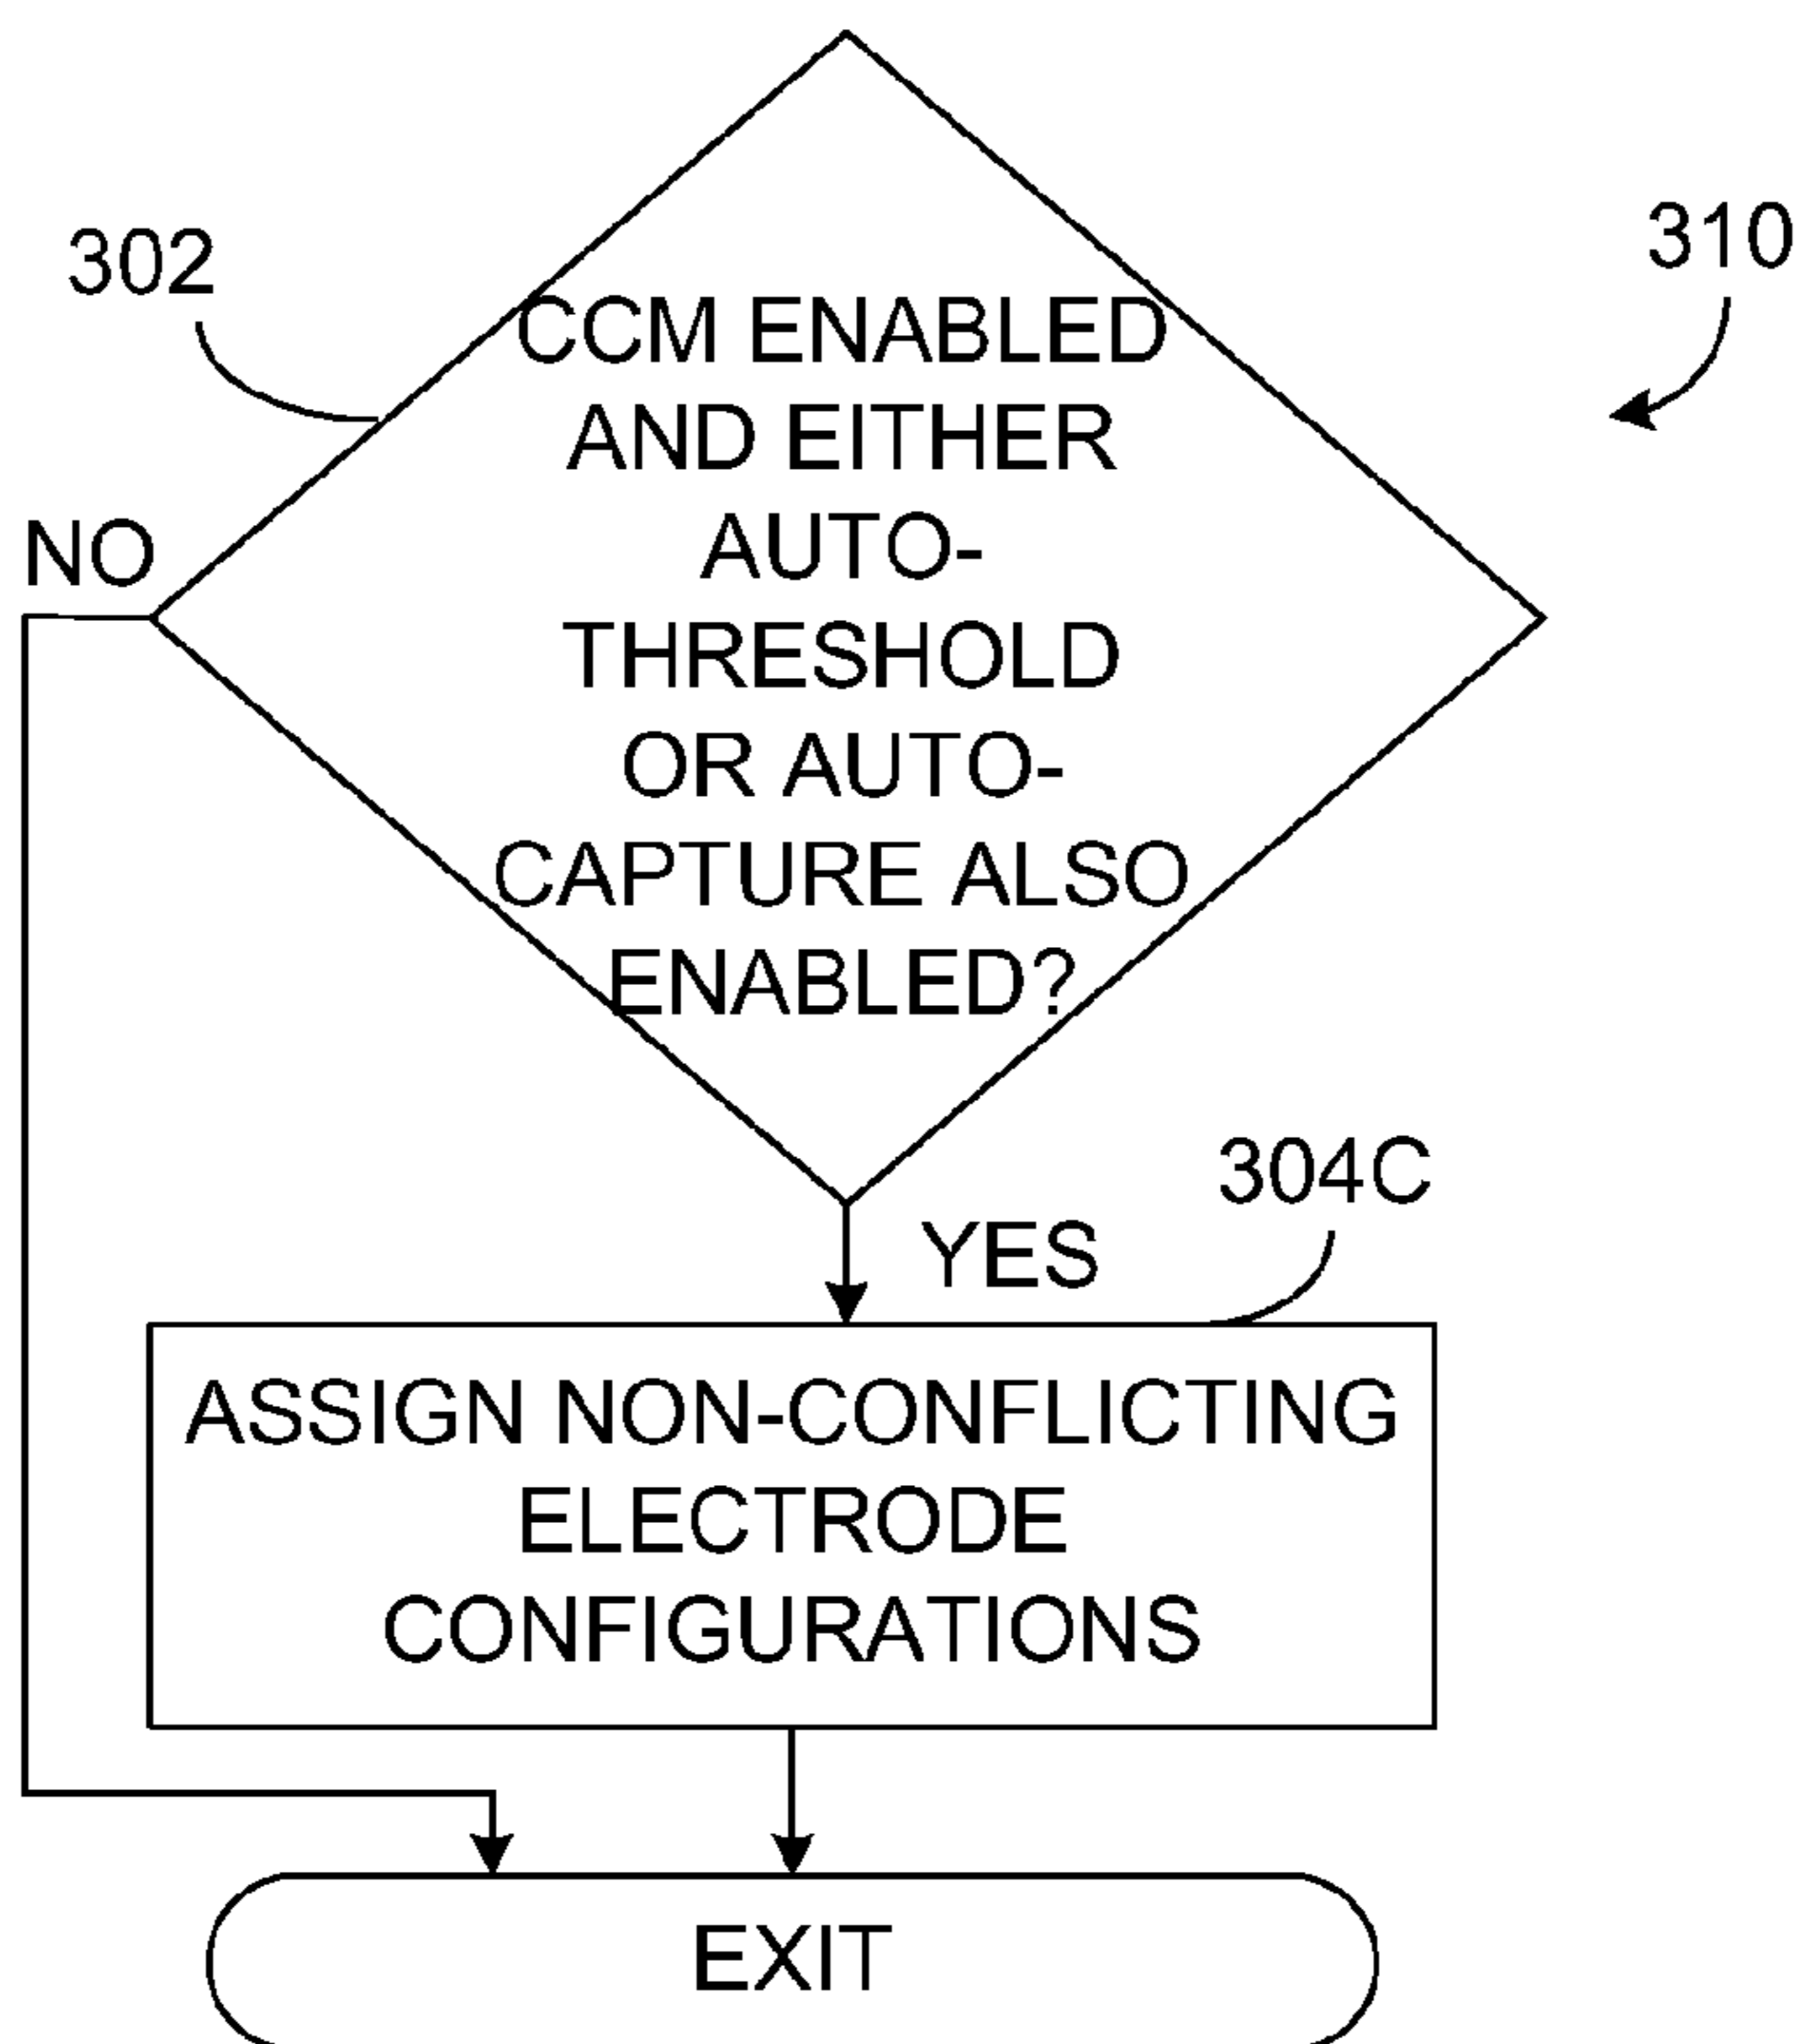 302
310
CCM ENABLED
AND EITHER
AUTO-
THRESHOLD
OR AUTO-
CAPTURE ALSO
ENABLED?
NO
YES
304C
ASSIGN NON-CONFLICTING
ELECTRODE
CONFIGURATIONS
EXIT